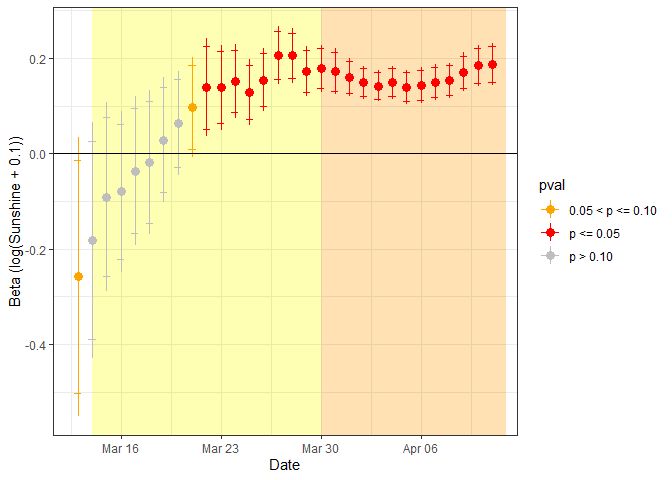 0.2
0.0
-0.2
-0.4
Beta (log(Sunshine + 0.1))
Mar 16 Mar 23 Mar 30 Apr 06
Date
pval
0.05 < p <= 0.10
p <= 0.05
p > 0.10